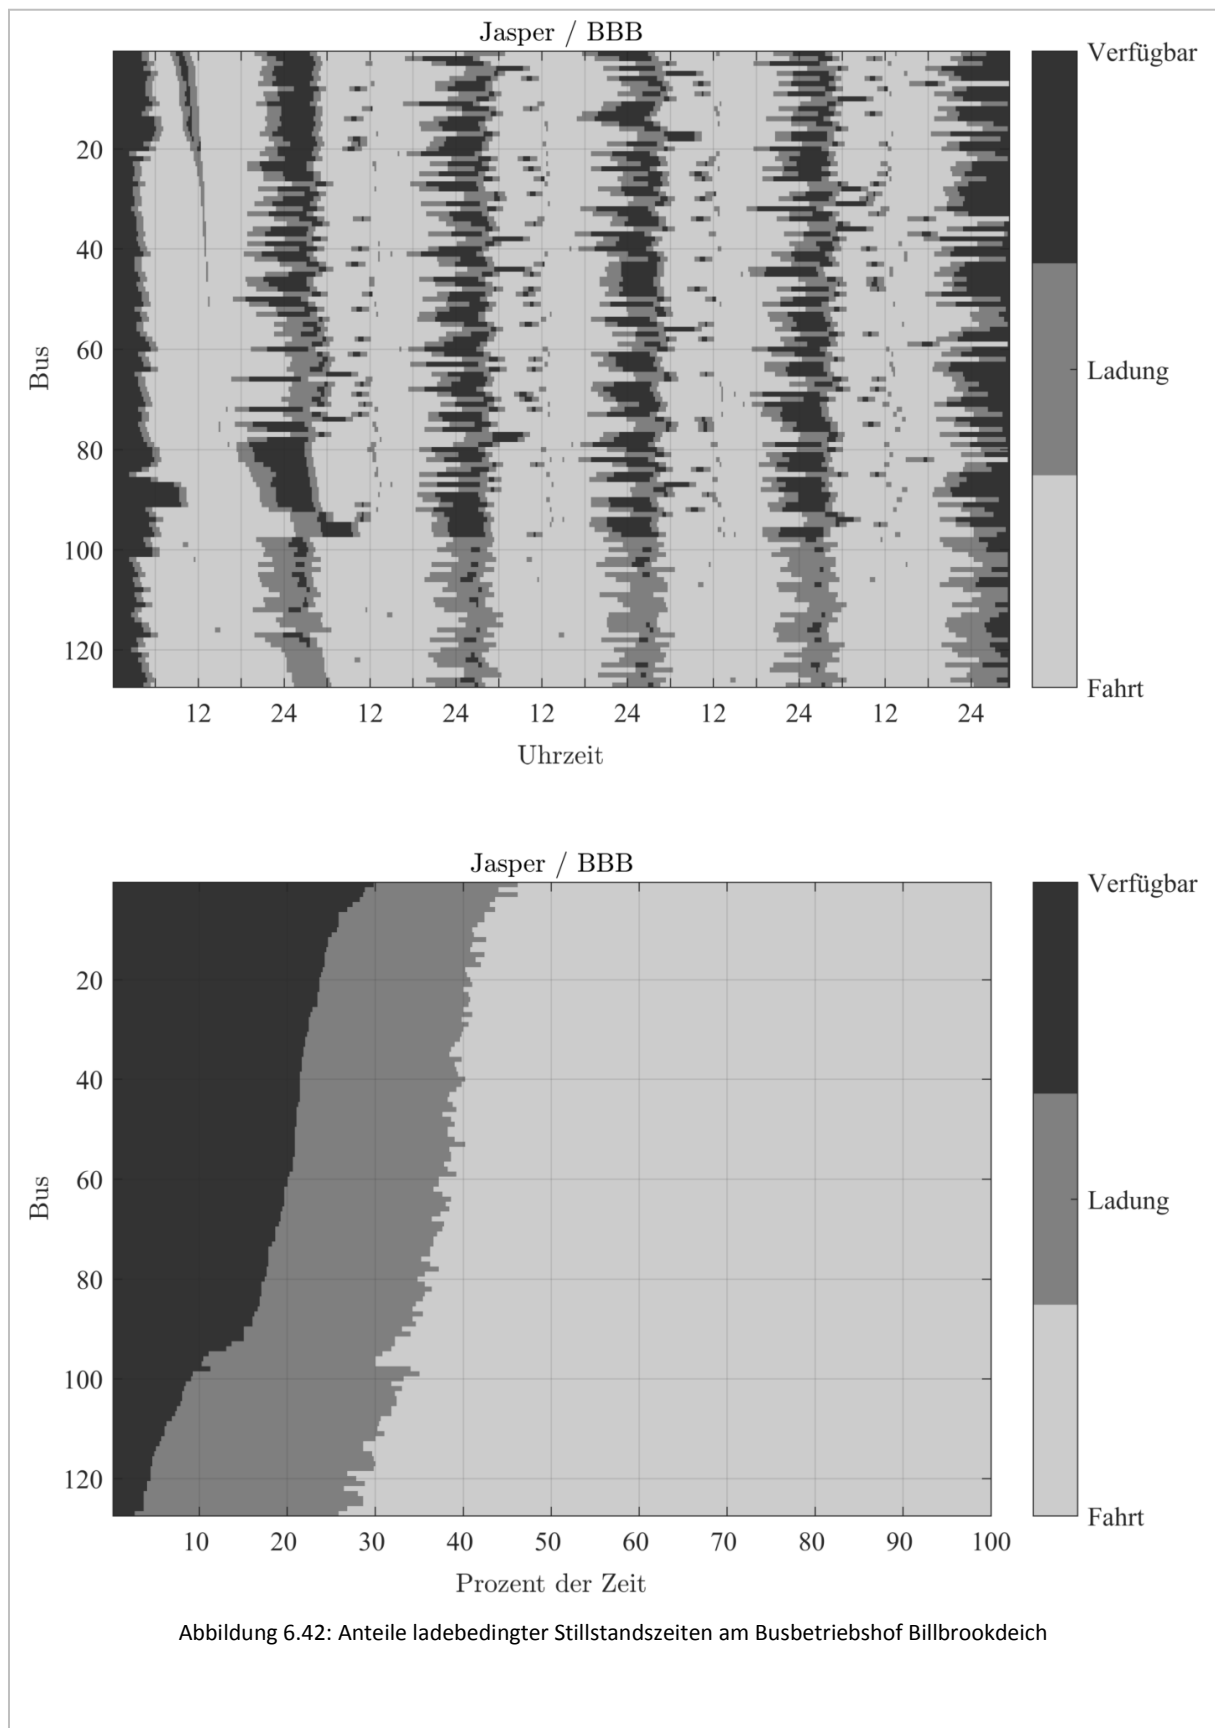 Jasper / BBB
Verfügbar
20
40
60
80
100
120
Bus
Ladung
Fahrt
12 24 12 24 12 24 12 24 12 24
Uhrzeit
Jasper / BBB
Verfügbar
20
40
60
80
100
120
Bus
Ladung
Fahrt
10 20 30 40 50 60 70 80 90 100
Prozent der Zeit
Abbildung 6.42: Anteile ladebedingter Stillstandszeiten am Busbetriebshof Billbrookdeich